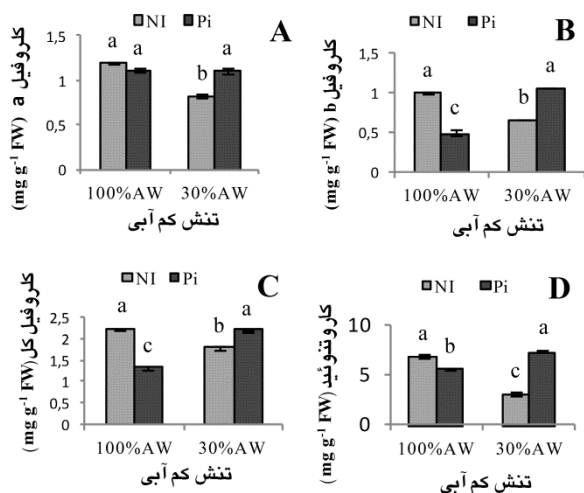 NI Pi
A
a a b a
کلروفیل a (mg g-1 FW)
1,5
1
0,5
0
100%AW 30%AW
تنش کم آبی
NI Pi
B
a c b a
کلروفیل b (mg g-1 FW)
1,5
1
0,5
0
100%AW 30%AW
تنش کم آبی
NI Pi
C
a c b a
کلروفیل کل (mg g-1 FW)
2,5
2
1,5
1
0,5
0
100%AW 30%AW
تنش کم آبی
NI Pi
D
a b c a
کاروتنوئید (mg g-1 FW)
10
5
0
100%AW 30%AW
تنش کم آبی